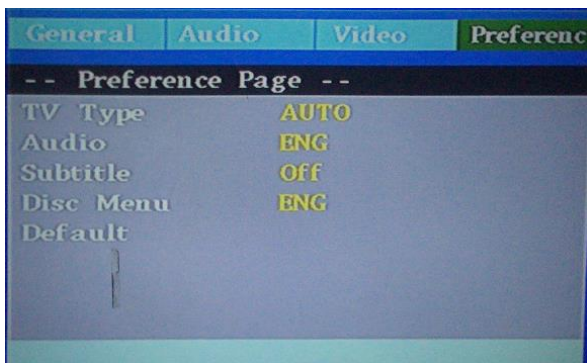 General Audio Video Preferenc
-- Preference Page --
TV Type AUTO
Audio ENG
Subtitle Off
Disc Menu ENG
Default